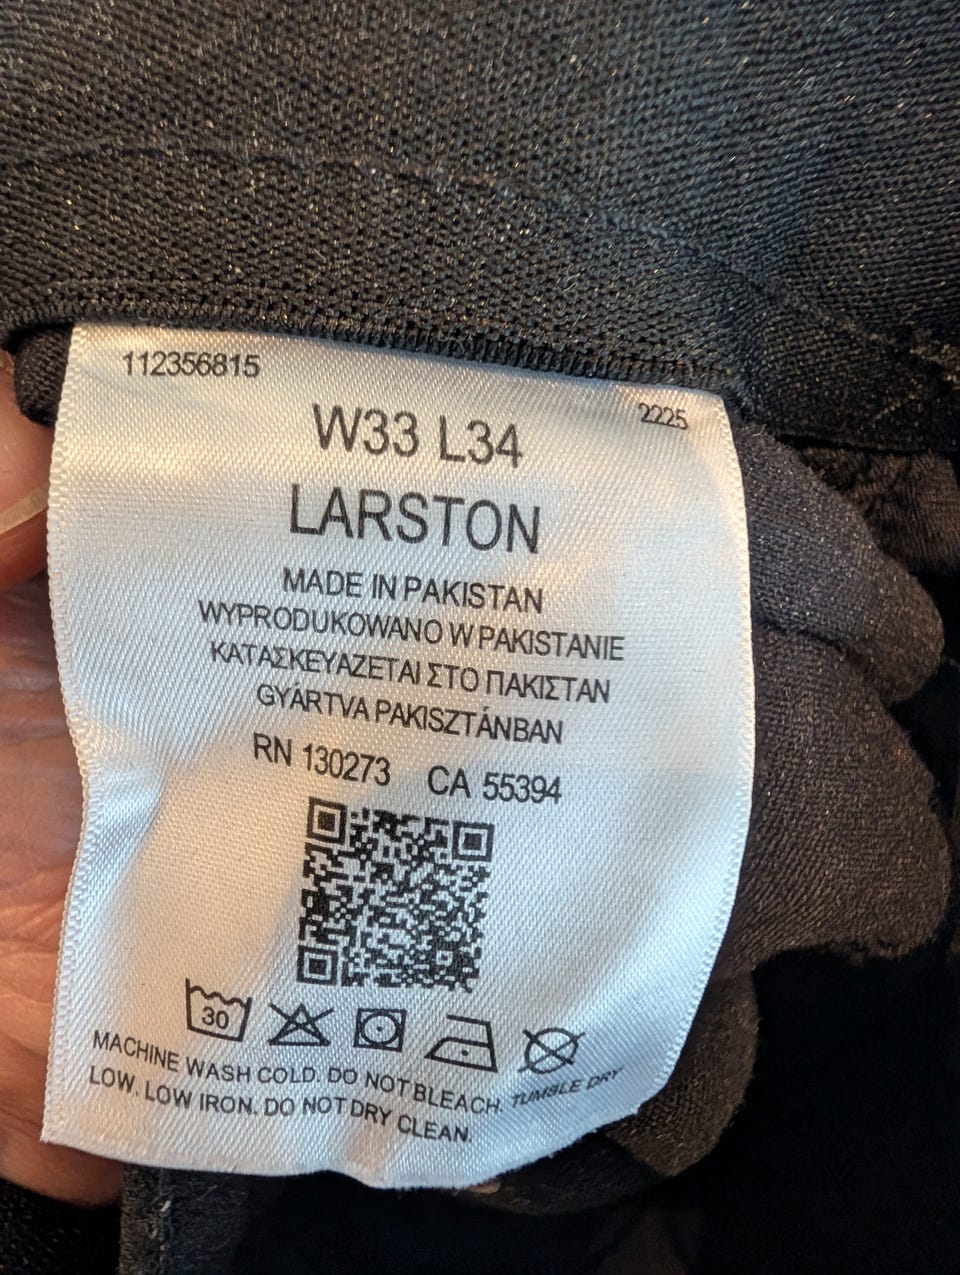 112356815
2225
W33 L34
LARSTON
MADE IN PAKISTAN
WYPRODUKOWANO W PAKISTANIE
ΚΑΤΑΣΚΕΥΑΖΕΤΑΙ ΣΤΟ ΠΑΚΙΣΤΑΝ
GYÁRTVA PAKISZTÁNBAN
RN 130273 CA 55394
30
MACHINE WASH COLD. DO NOT BLEACH. TUMBLE DRY
LOW. LOW IRON. DO NOT DRY CLEAN.